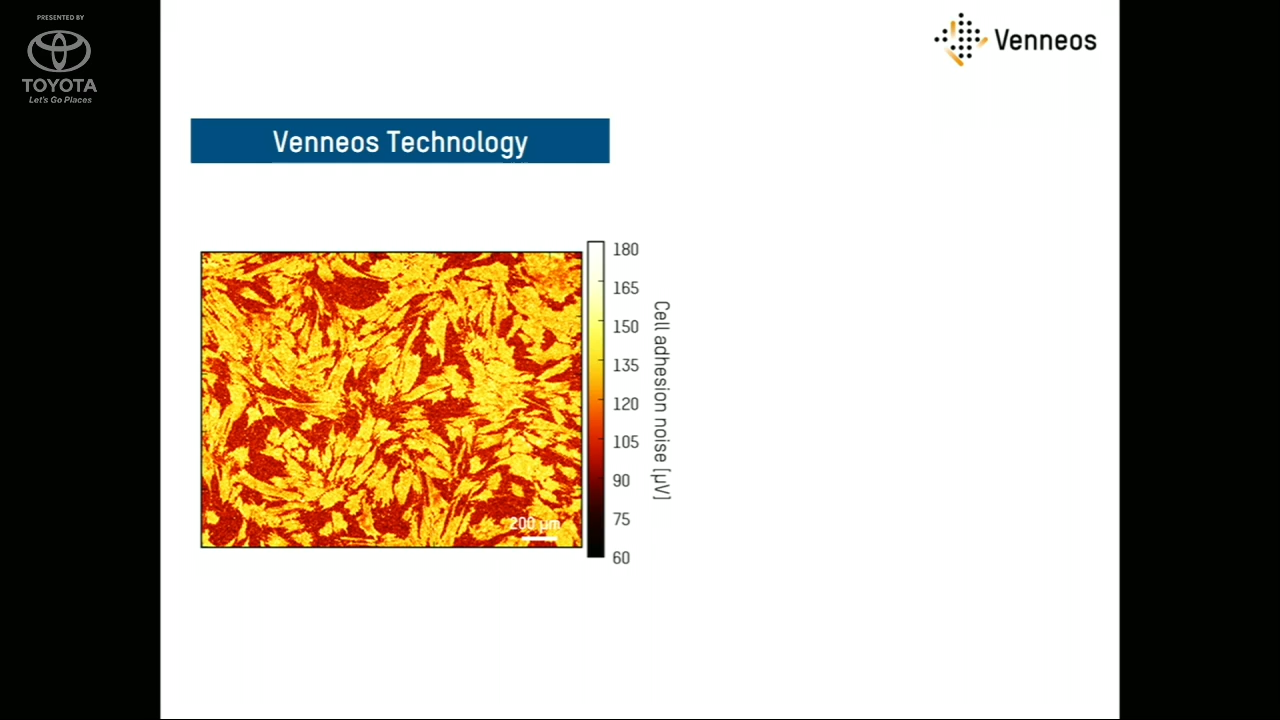 PRESENTED BY
TOYOTA
Let's Go Places
Venneos
Venneos Technology
180
165
150
135
120
105
90
75
60
Cell adhesion noise [µV]
200 µm